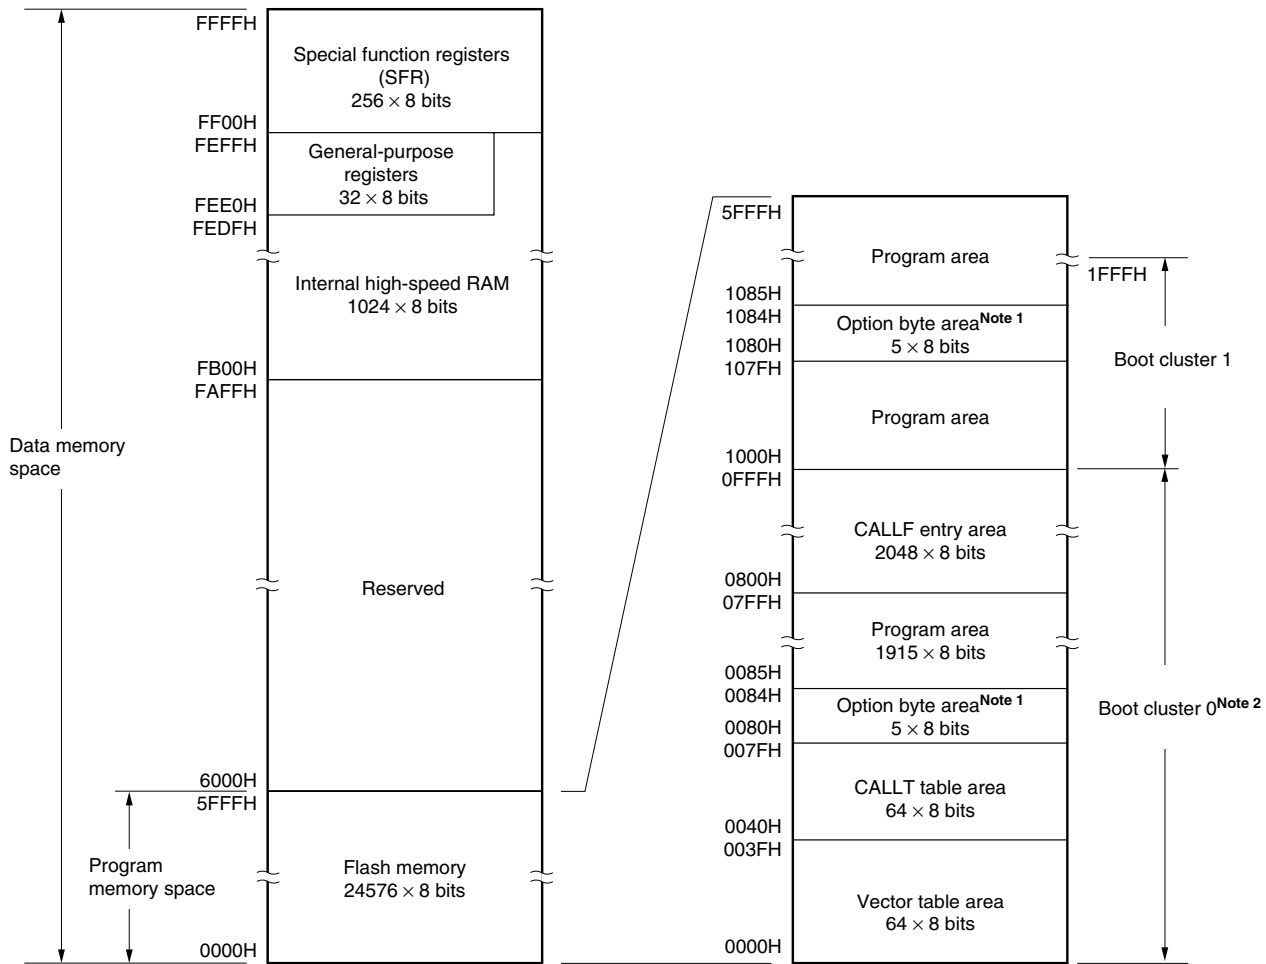 FFFFH
Special function registers
(SFR)
256 × 8 bits
FF00H
FEFFH
General-purpose
registers
32 × 8 bits
FEE0H
FEDFH
Internal high-speed RAM
1024 × 8 bits
FB00H
FAFFH
Data memory
space
Reserved
6000H
5FFFH
Program
memory space
Flash memory
24576 × 8 bits
0000H
5FFFH
Program area
1FFFH
1085H
1084H
Option byte areaNote 1
5 × 8 bits
1080H
107FH
Boot cluster 1
Program area
1000H
0FFFH
CALLF entry area
2048 × 8 bits
0800H
07FFH
Program area
1915 × 8 bits
0085H
0084H
Option byte areaNote 1
5 × 8 bits
Boot cluster 0Note 2
0080H
007FH
CALLT table area
64 × 8 bits
0040H
003FH
Vector table area
64 × 8 bits
0000H